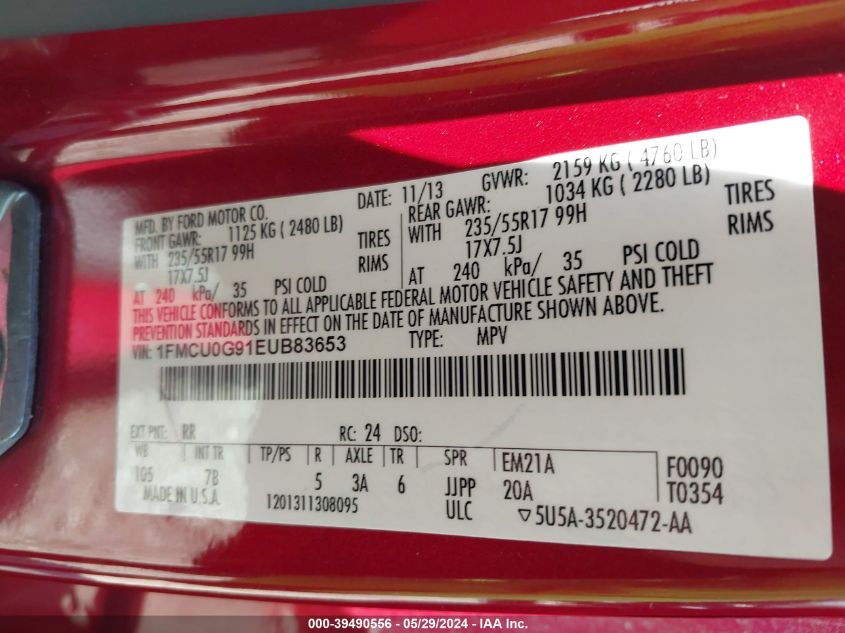 MFD. BY FORD MOTOR CO. DATE: 11/13 GVWR: 2159 KG ( 4760 LB)
FRONT GAWR: 1125 KG ( 2480 LB) REAR GAWR: 1034 KG ( 2280 LB)
WITH 235/55R17 99H TIRES WITH 235/55R17 99H TIRES
17X7.5J RIMS 17X7.5J RIMS
AT 240 kPa/ 35 PSI COLD AT 240 kPa/ 35 PSI COLD
THIS VEHICLE CONFORMS TO ALL APPLICABLE FEDERAL MOTOR VEHICLE SAFETY AND THEFT
PREVENTION STANDARDS IN EFFECT ON THE DATE OF MANUFACTURE SHOWN ABOVE.
VIN: 1FMCU0G91EUB83653 TYPE: MPV
EXT PNT: RR RC: 24 DSO:
WB INT TR TP/PS R AXLE TR SPR EM21A F0090
105 7B 5 3A 6 JJPP 20A T0354
MADE IN U.S.A. 1201311308095 ULC ▽5U5A-3520472-AA
000-39490556 - 05/29/2024 - IAA Inc.